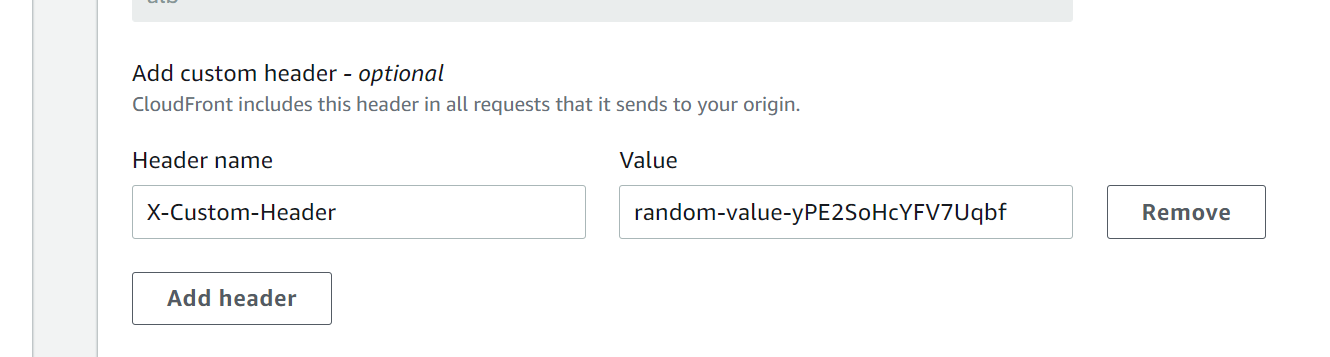 Add custom header - optional
CloudFront includes this header in all requests that it sends to your origin.
Header name Value
X-Custom-Header random-value-yPE2SoHcYFV7Uqbf Remove
Add header